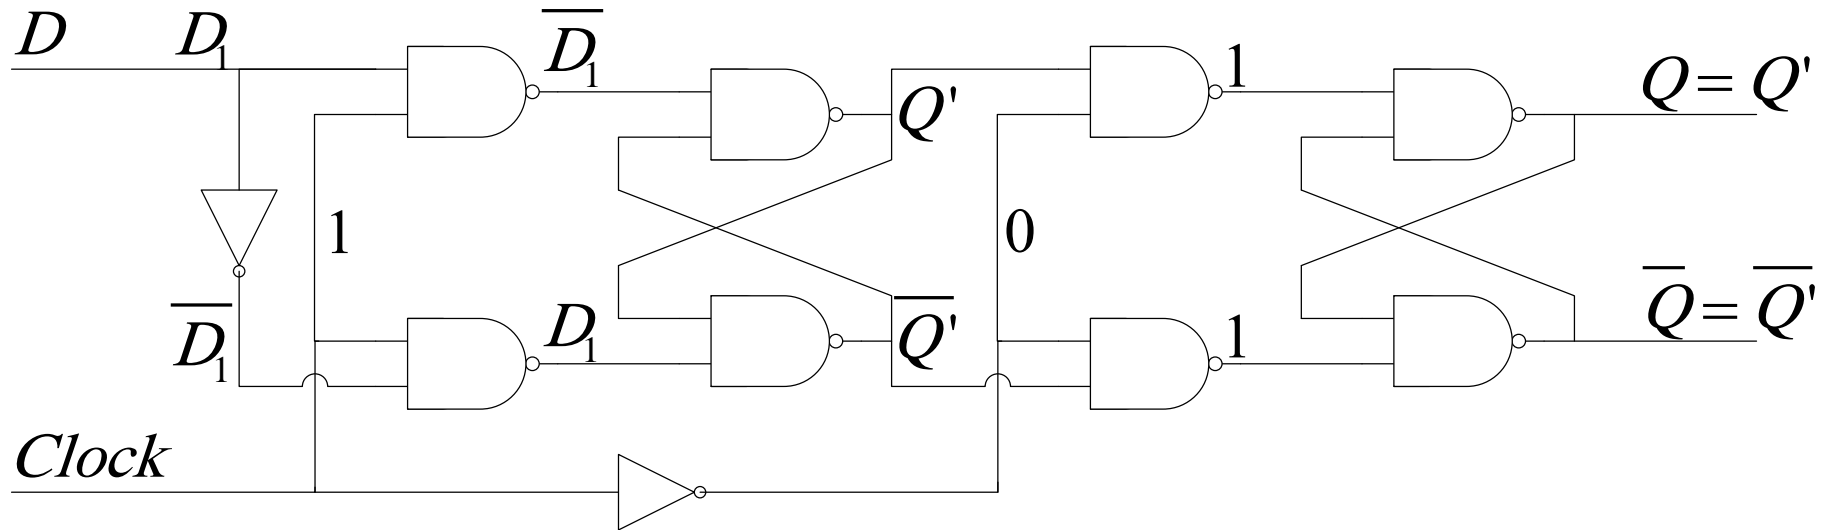 D D₁
D̅₁
Q'
1
Q = Q'
1
0
D̅₁
D₁
Q̅'
1
Q̅ = Q̅'
Clock